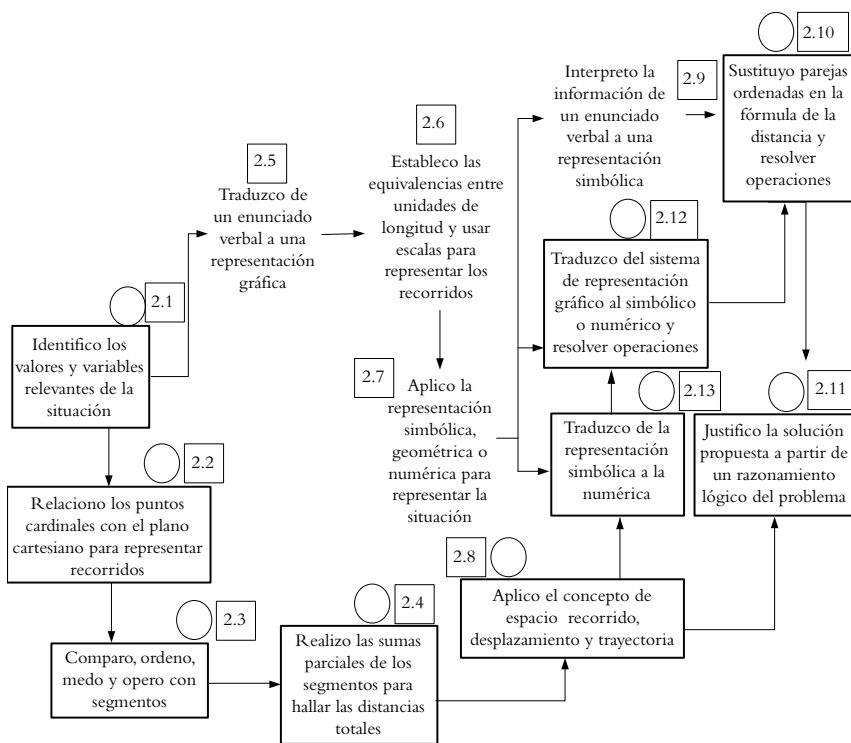 2.1
Identifico los
valores y variables
relevantes de la
situación
2.2
Relaciono los puntos
cardinales con el plano
cartesiano para representar
recorridos
2.3
Comparo, ordeno,
medo y opero con
segmentos
2.4
Realizo las sumas
parciales de los
segmentos para
hallar las distancias
totales
2.5
Traduzco de
un enunciado
verbal a una
representación
gráfica
2.6
Estableco las
equivalencias entre
unidades de
longitud y usar
escalas para
representar los
recorridos
2.7
Aplico la
representación
simbólica,
geométrica o
numérica para
representar la
situación
2.8
Aplico el concepto de
espacio recorrido,
desplazamiento y trayectoria
2.9
Interpreto la
información de
un enunciado
verbal a una
representación
simbólica
2.10
Sustituyo parejas
ordenadas en la
fórmula de la
distancia y
resolver
operaciones
2.12
Traduzco del sistema
de representación
gráfico al simbólico
o numérico y
resolver operaciones
2.13
Traduzco de la
representación
simbólica a la
numérica
2.11
Justifico la solución
propuesta a partir de
un razonamiento
lógico del problema